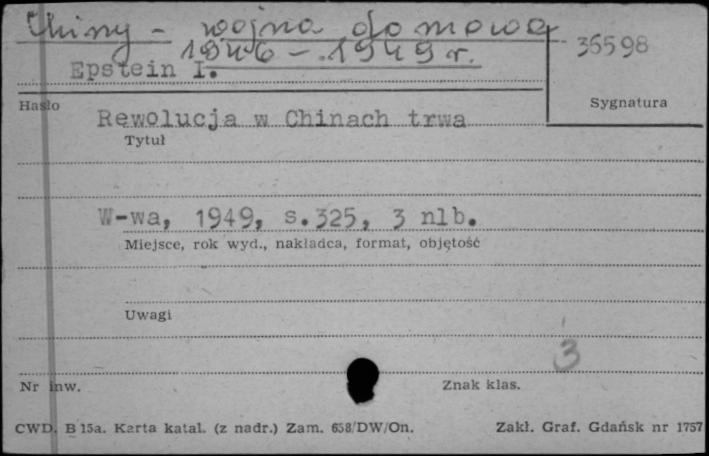 Chiny - wojna domowa
1946 - 1949 r.
36598
Epstein I.
Hasło
Sygnatura
Rewolucja w Chinach trwa
Tytuł
W-wa, 1949, s.325, 3 nlb.
Miejsce, rok wyd., nakładca, format, objętość
Uwagi
3
Nr inw.
Znak klas.
CWD. B 15a. Karta katal. (z nadr.) Zam. 658/DW/On.
Zakł. Graf. Gdańsk nr 1757